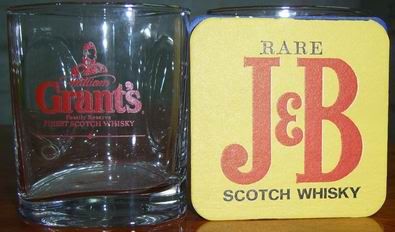 William
Grant's
Family Reserve
FINEST SCOTCH WHISKY
RARE
J&B
SCOTCH WHISKY